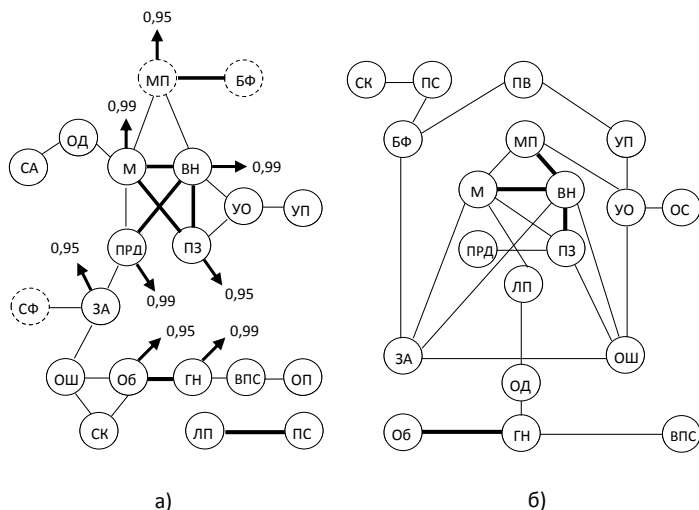 0,95
МП
БФ
0,99
ОД
СА
М
ВН
0,99
УО
УП
ПРД
ПЗ
0,95
0,99
0,95
СФ
ЗА
0,95
0,99
ОШ
Об
ГН
ВПС
ОП
СК
ЛП
ПС
а)
СК
ПС
ПВ
БФ
МП
УП
М
ВН
УО
ОС
ПРД
ПЗ
ЛП
ЗА
ОШ
ОД
Об
ГН
ВПС
б)